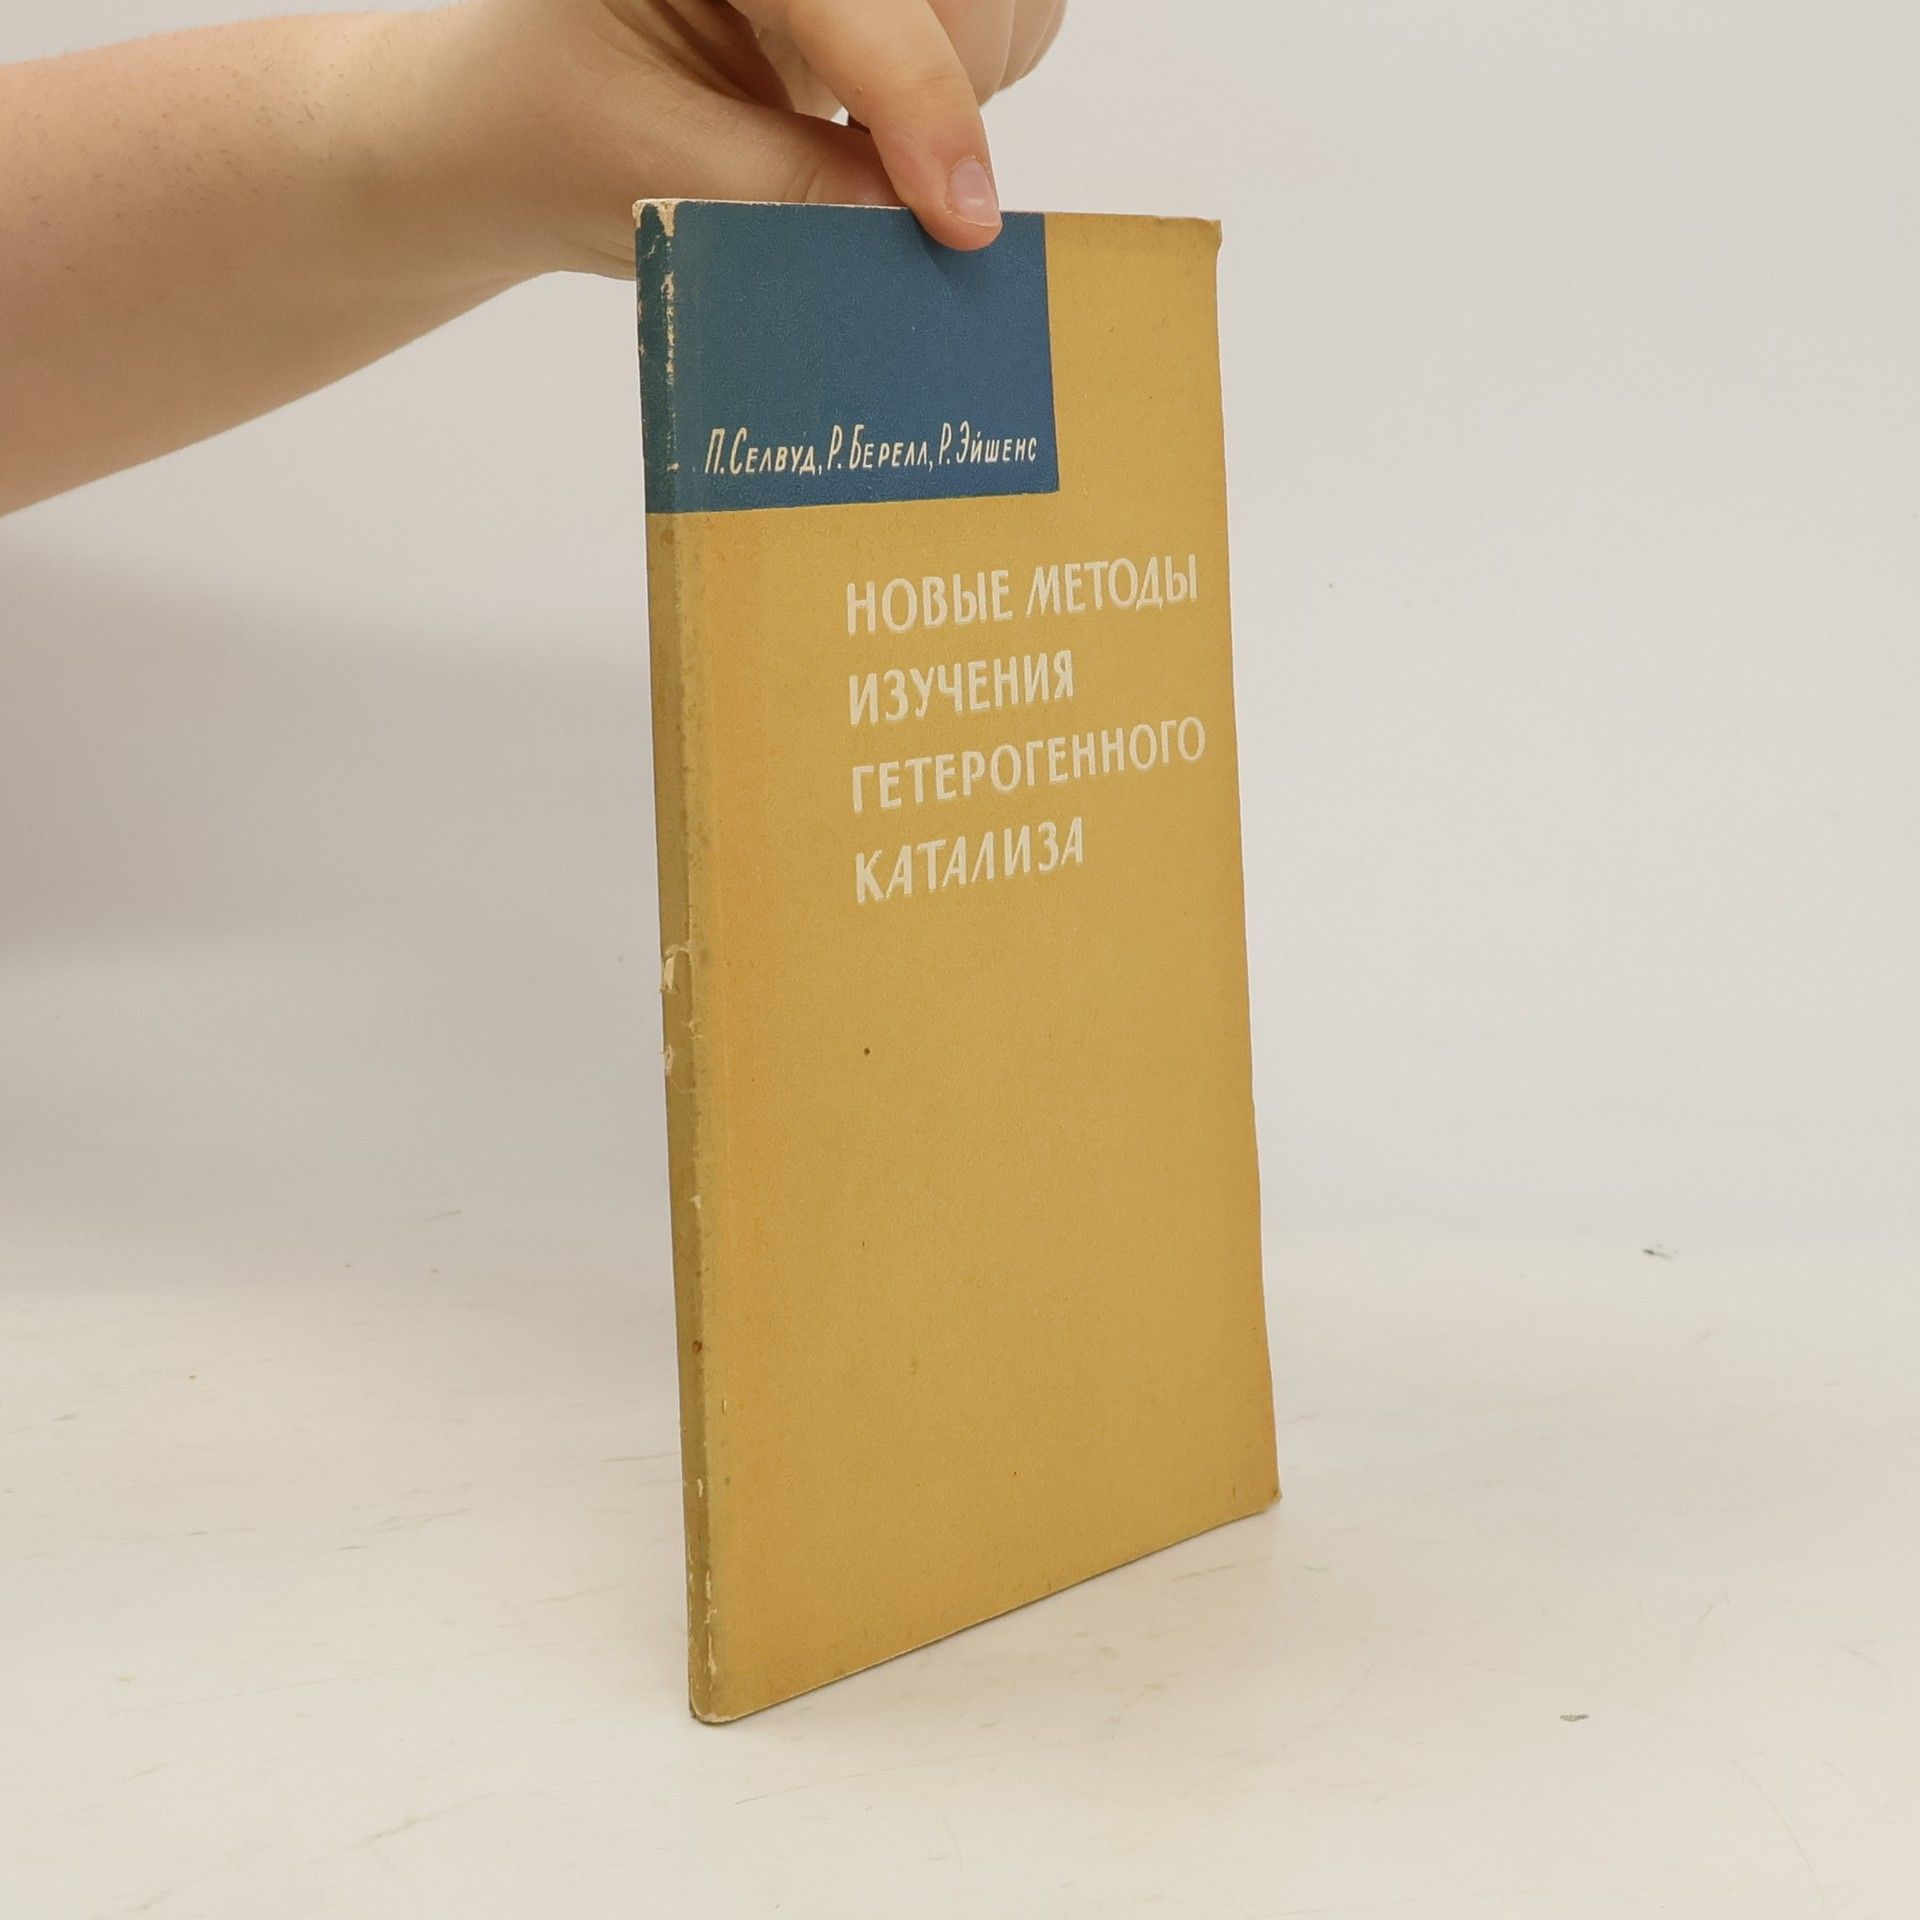 П. Селвуд, Р. Берелл, Р. Эйшенс
НОВЫЕ МЕТОДЫ
ИЗУЧЕНИЯ
ГЕТЕРОГЕННОГО
КАТАЛИЗА